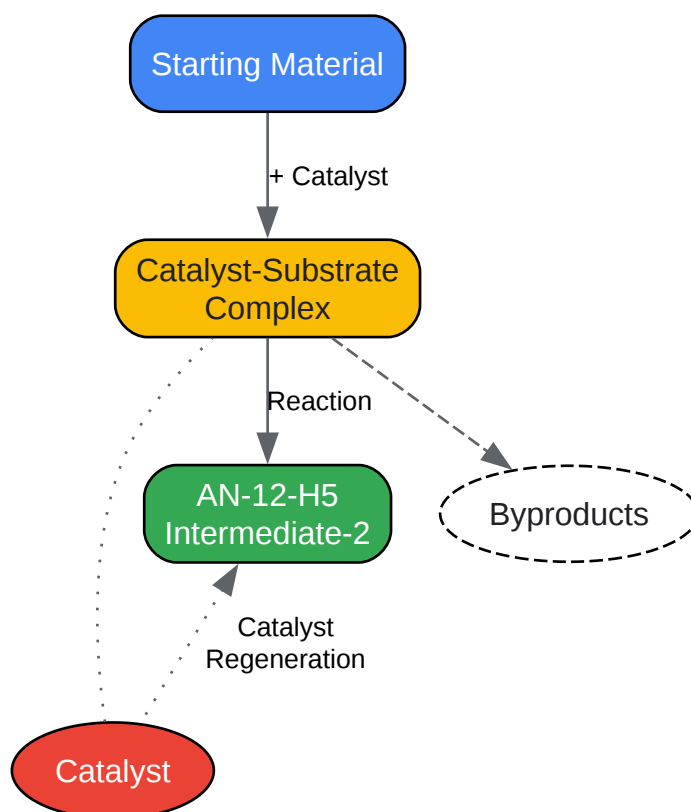 Starting Material
+ Catalyst
Catalyst-Substrate
Complex
Reaction
AN-12-H5
Intermediate-2
Byproducts
Catalyst
Regeneration
Catalyst